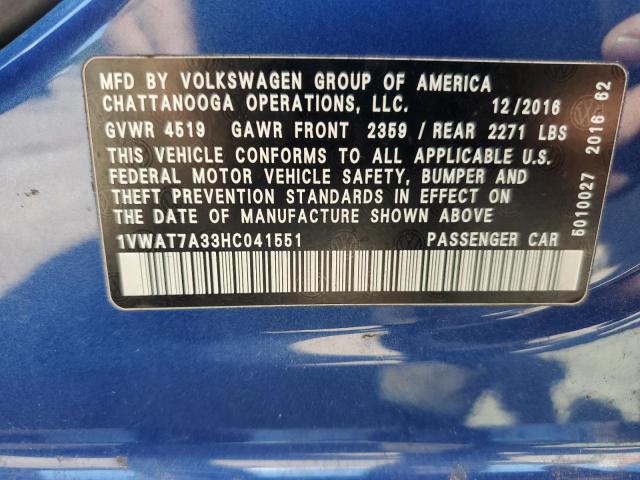 MFD BY VOLKSWAGEN GROUP OF AMERICA
CHATTANOOGA OPERATIONS, LLC. 12/2016
GVWR 4519 GAWR FRONT 2359 / REAR 2271 LBS
THIS VEHICLE CONFORMS TO ALL APPLICABLE U.S.
FEDERAL MOTOR VEHICLE SAFETY, BUMPER AND
THEFT PREVENTION STANDARDS IN EFFECT ON
THE DATE OF MANUFACTURE SHOWN ABOVE
1VWAT7A33HC041551 PASSENGER CAR
5010027 2016 62